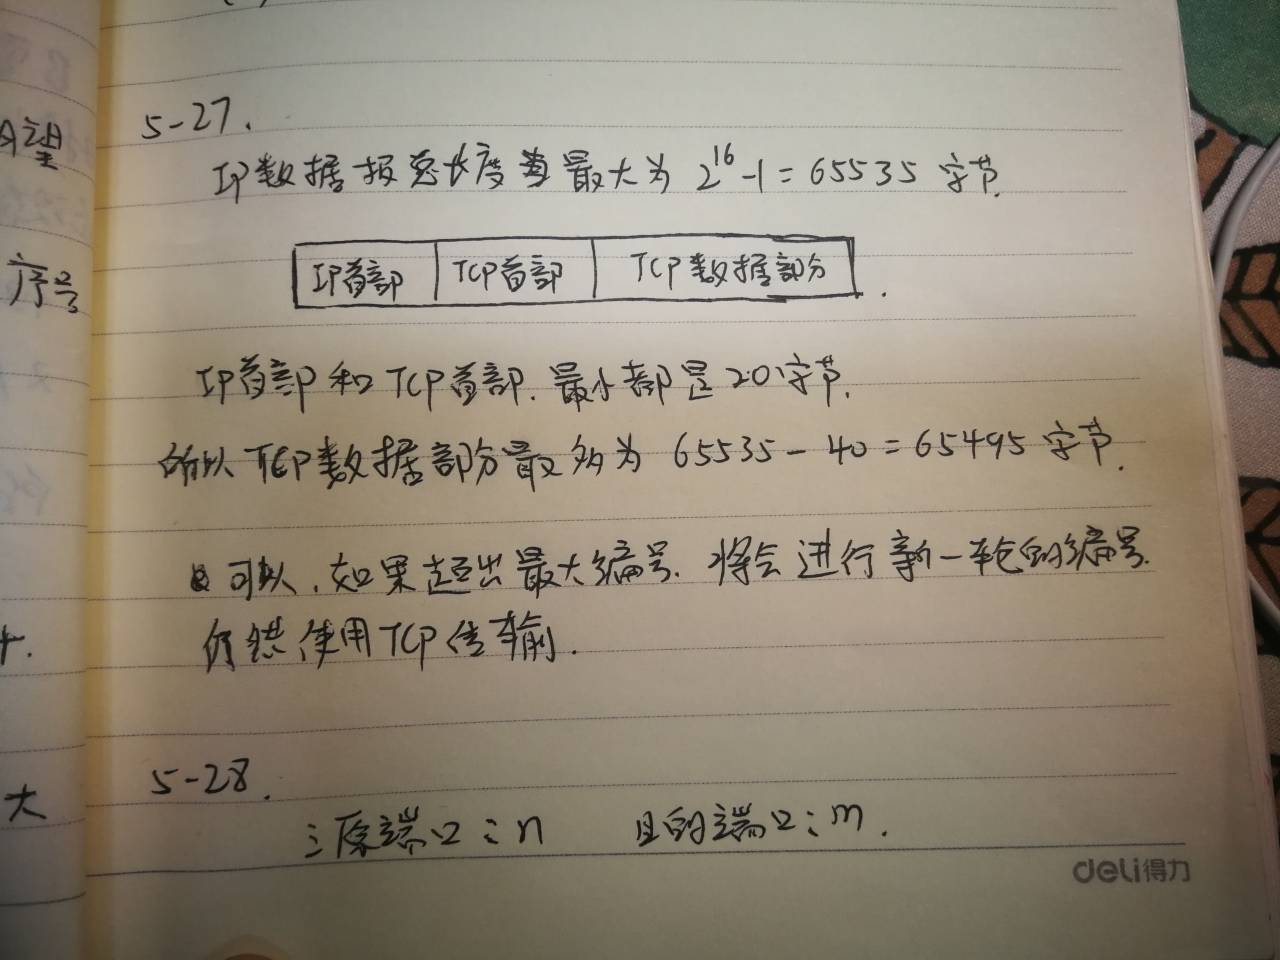 5-27.
IP数据报总长度最大为 2^16-1=65535 字节.
IP首部 TCP首部 TCP数据部分
IP首部和TCP首部.最小都是20字节.
所以TCP数据部分最多为 65535-40=65495 字节.
可以.如果超出最大编号.将会进行新一轮的编号.
仍然使用TCP传输.
5-28.
源端口:n 目的端口:m.
deli得力
望
序号
大